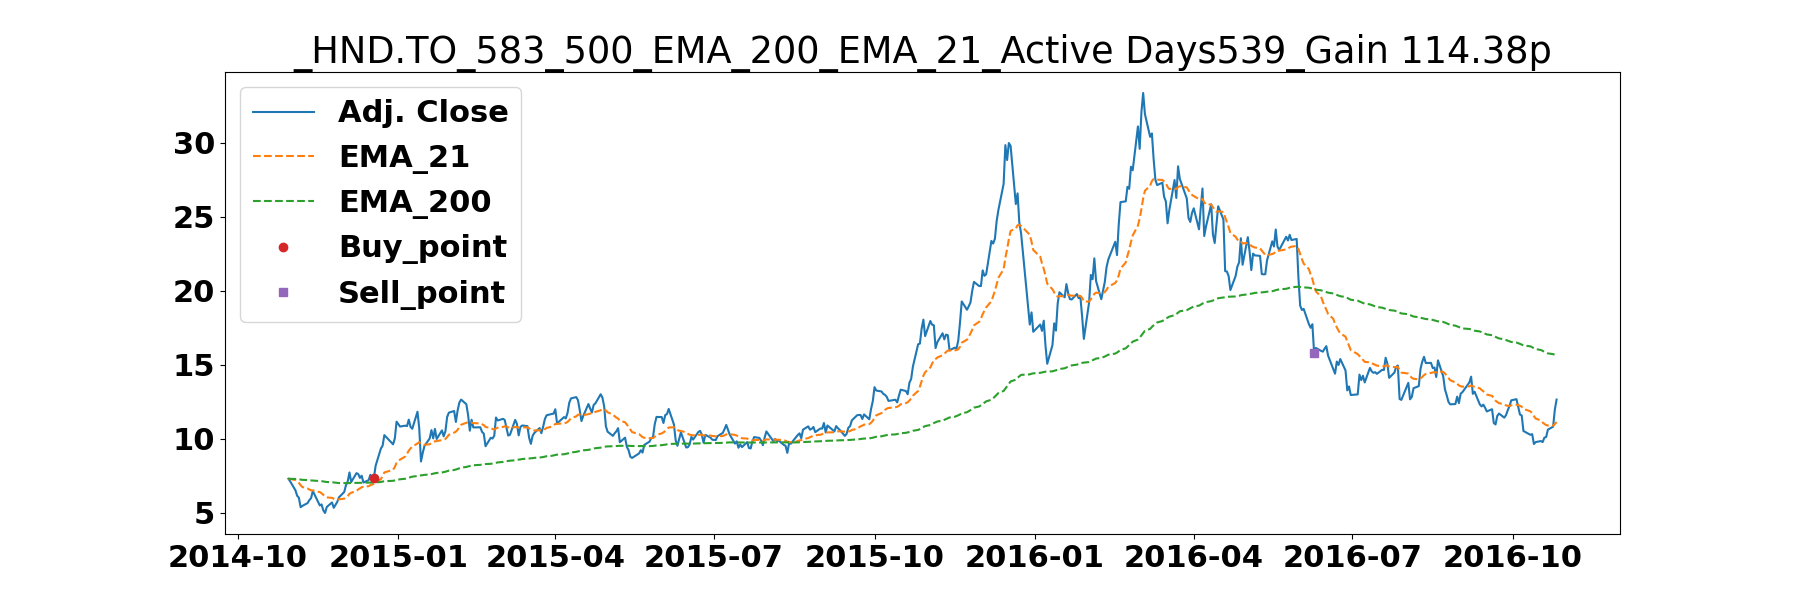 _HND.TO_583_500_EMA_200_EMA_21_Active Days539_Gain 114.38p
Adj. Close
EMA_21
EMA_200
Buy_point
Sell_point
30
25
20
15
10
5
2014-10 2015-01 2015-04 2015-07 2015-10 2016-01 2016-04 2016-07 2016-10